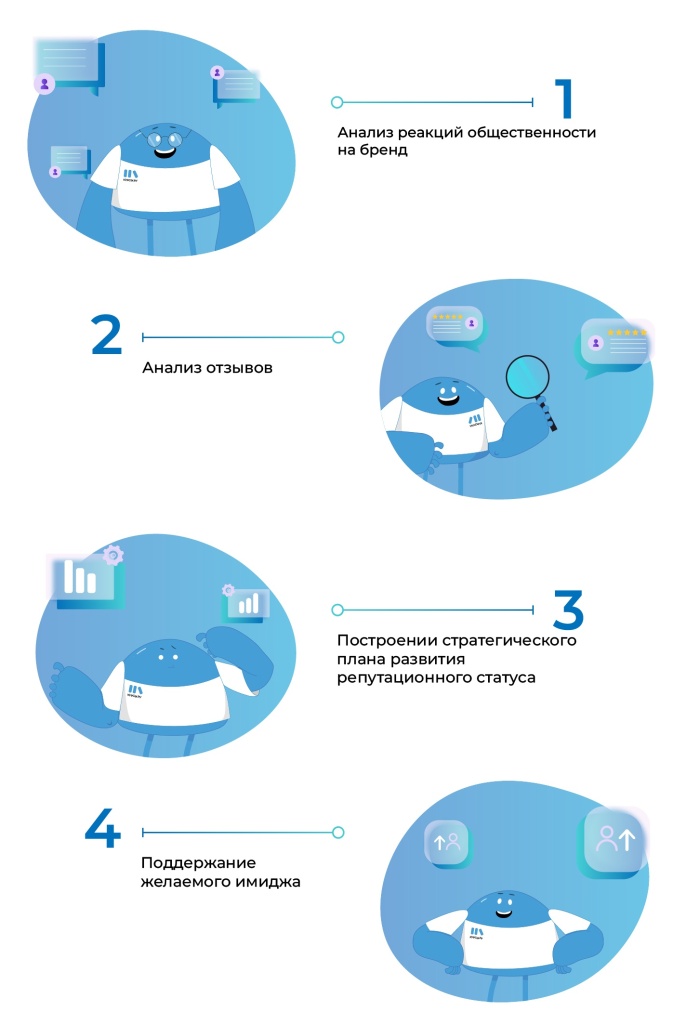 1
Анализ реакций общественности
на бренд
2
Анализ отзывов
3
Построении стратегического
плана развития
репутационного статуса
4
Поддержание
желаемого имиджа